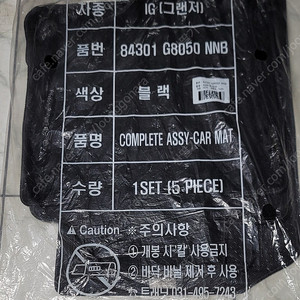 차종 IG (그랜저)
품번 84301 G8050 NNB
색상 블랙
품명 COMPLETE ASSY-CAR MAT
수량 1SET (5 PIECE)
⚠ Caution ※ 주의사항
① 개봉 시 '칼' 사용금지
② 바닥 비닐 제거 후 사용
031-495-7243